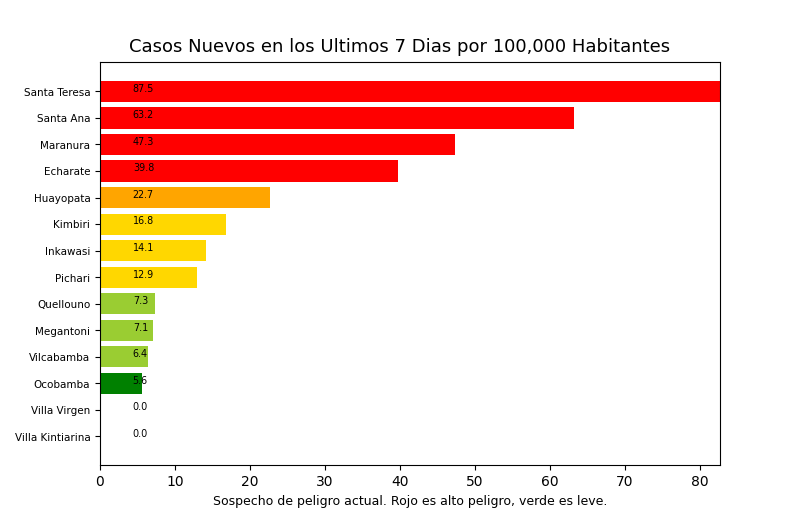 Casos Nuevos en los Ultimos 7 Dias por 100,000 Habitantes
Santa Teresa 87.5
Santa Ana 63.2
Maranura 47.3
Echarate 39.8
Huayopata 22.7
Kimbiri 16.8
Inkawasi 14.1
Pichari 12.9
Quellouno 7.3
Megantoni 7.1
Vilcabamba 6.4
Ocobamba 5.6
Villa Virgen 0.0
Villa Kintiarina 0.0
0 10 20 30 40 50 60 70 80
Sospecho de peligro actual. Rojo es alto peligro, verde es leve.